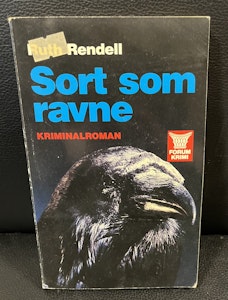 Ruth Rendell
Sort som
ravne
KRIMINALROMAN
FORUM
KRIMI